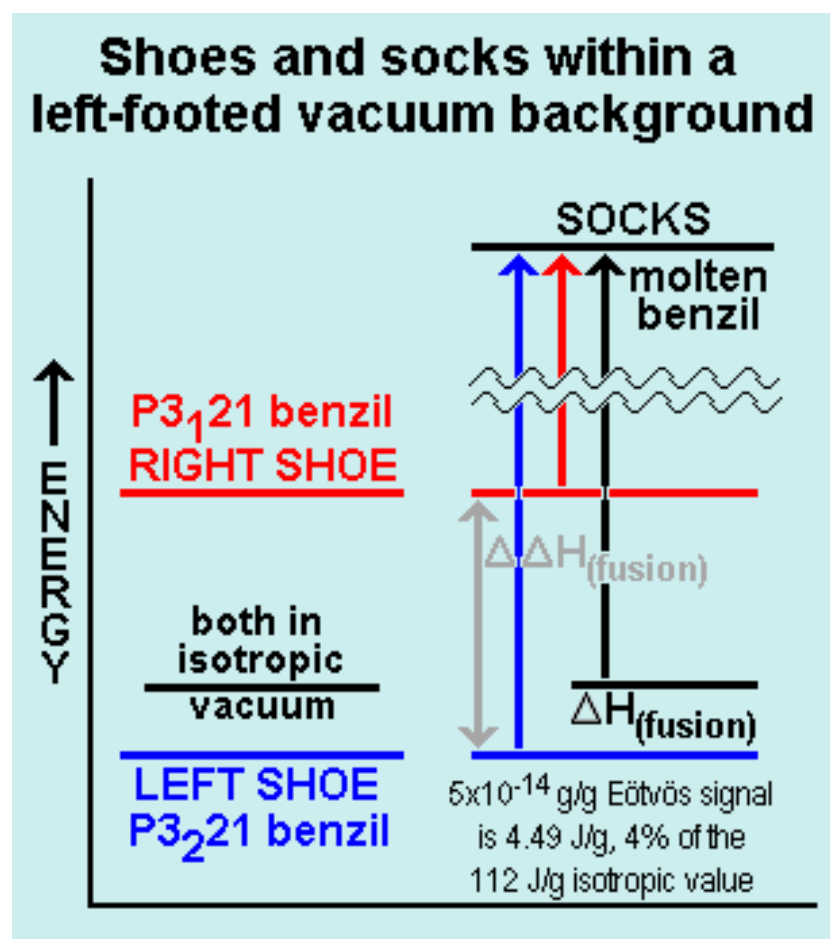 Shoes and socks within a
left-footed vacuum background
SOCKS
molten
benzil
P3₁21 benzil
RIGHT SHOE
ENERGY
ΔΔH(fusion)
both in
isotropic
vacuum
ΔH(fusion)
LEFT SHOE
P3₂21 benzil
5x10⁻¹⁴ g/g Eötvös signal
is 4.49 J/g, 4% of the
112 J/g isotropic value